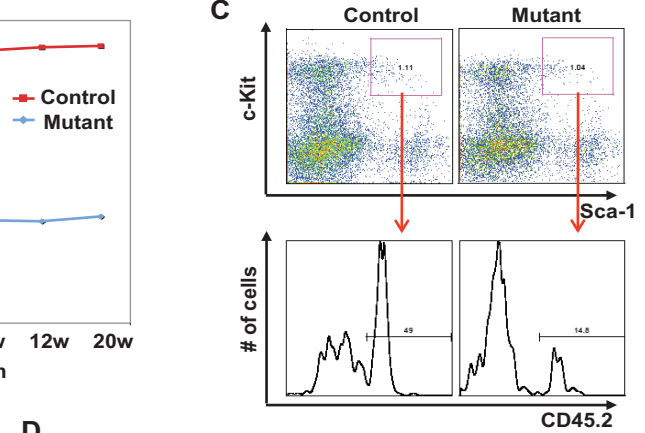 C
Control
Mutant
c-Kit
1.11
1.04
Control
Mutant
Sca-1
# of cells
49
14.8
12w
20w
CD45.2
D